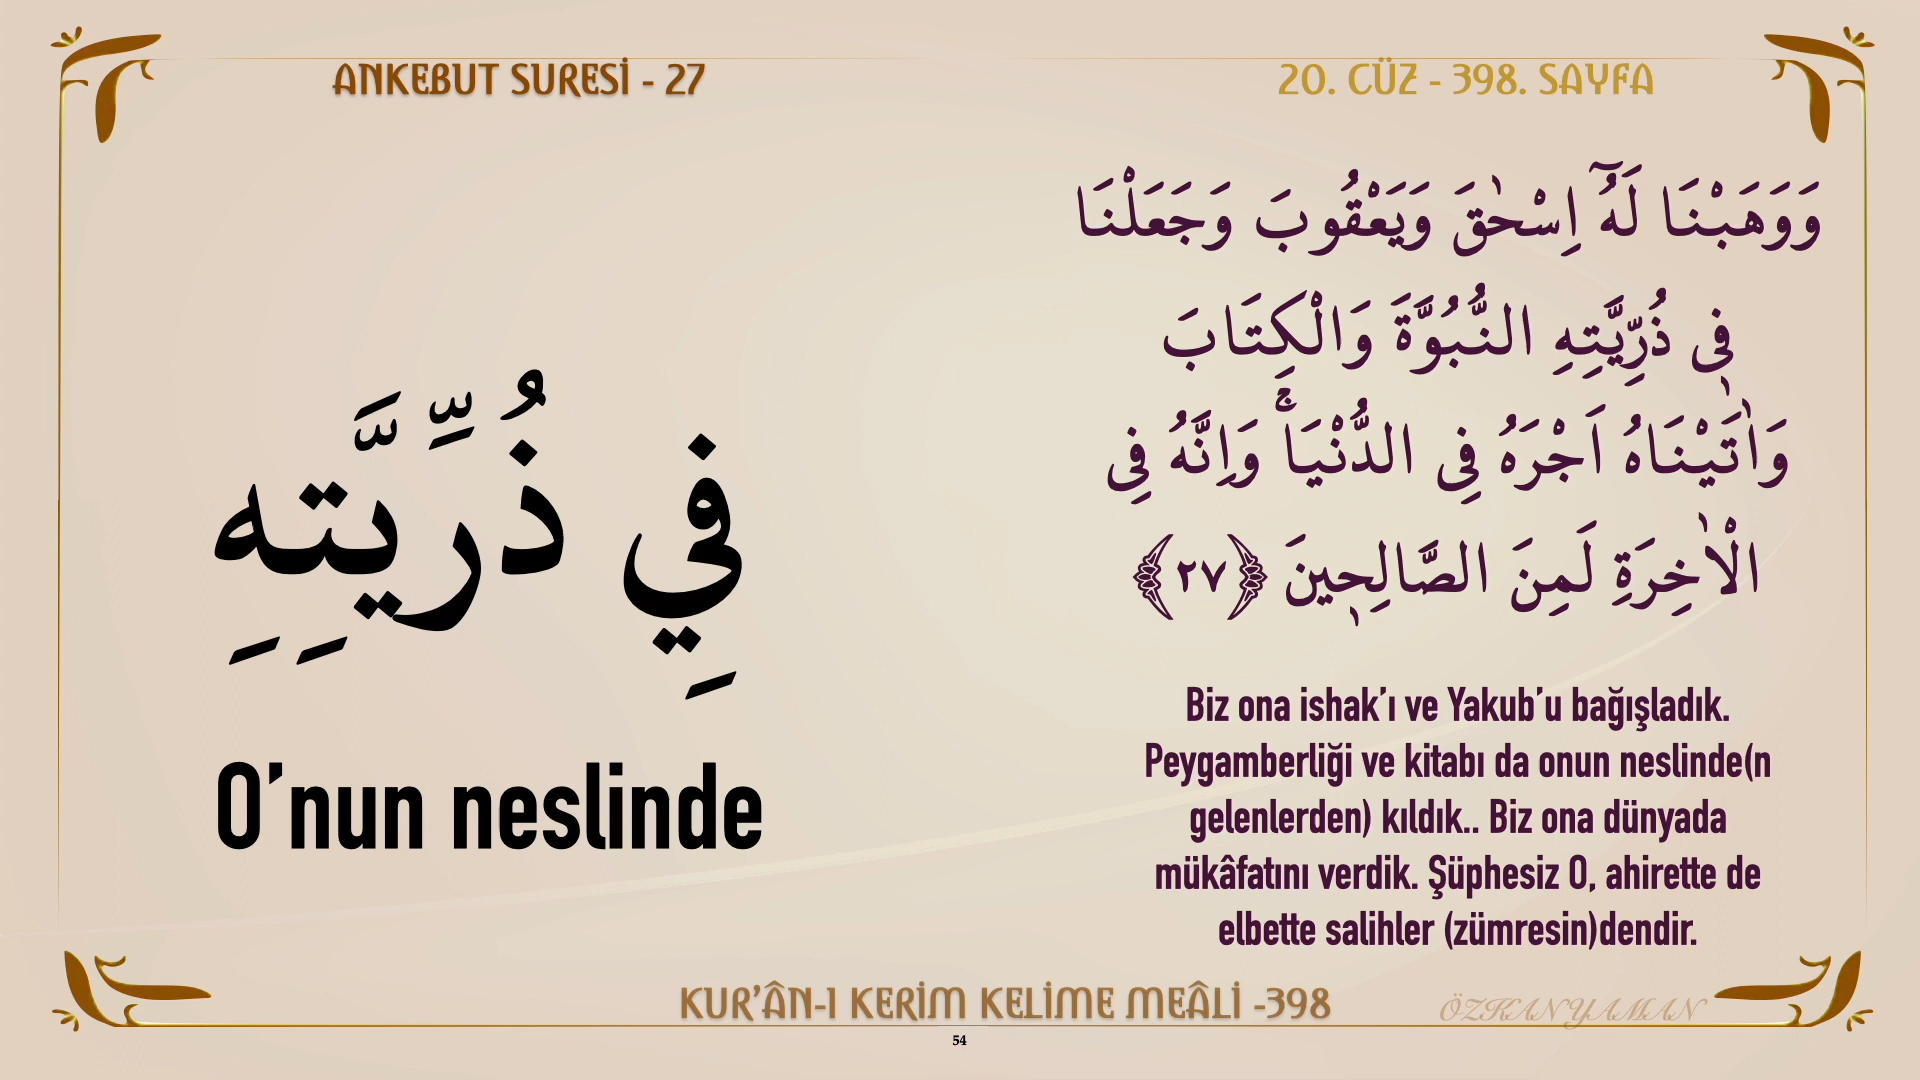 ANKEBUT SURESİ - 27
20. CÜZ - 398. SAYFA
وَوَهَبْنَا لَهُٓ اِسْحٰقَ وَيَعْقُوبَ وَجَعَلْنَا
فٖى ذُرِّيَّتِهِ النُّبُوَّةَ وَالْكِتَابَ
وَاٰتَيْنَاهُ اَجْرَهُ فِى الدُّنْيَاۚ وَاِنَّهُ فِى
الْاٰخِرَةِ لَمِنَ الصَّالِحٖينَ ﴿٢٧﴾
فِي ذُرِّيَّتِهِ
O’nun neslinde
Biz ona ishak’ı ve Yakub’u bağışladık.
Peygamberliği ve kitabı da onun neslinde(n
gelenlerden) kıldık.. Biz ona dünyada
mükâfatını verdik. Şüphesiz O, ahirette de
elbette salihler (zümresin)dendir.
KUR’ÂN-I KERİM KELİME MEÂLİ -398
ÖZKAN YAMAN
54